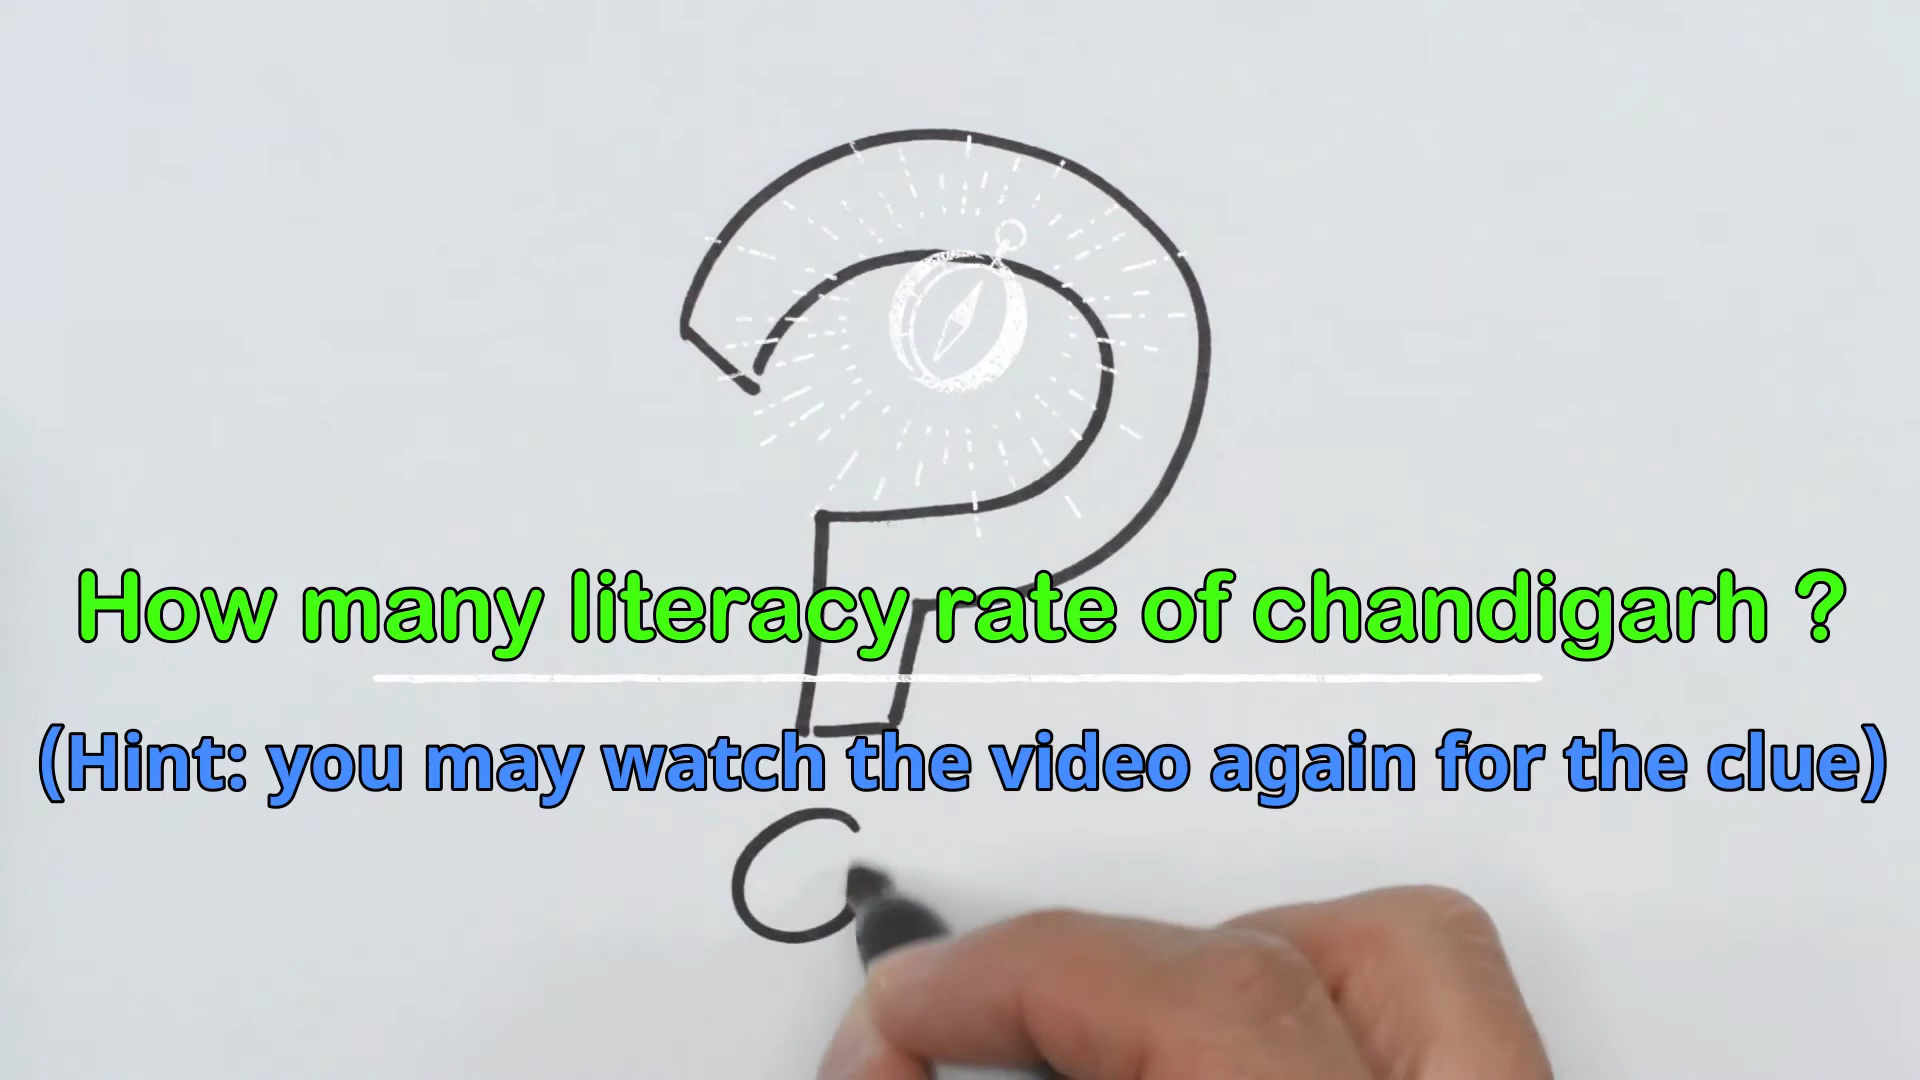 How many literacy rate of chandigarh ?
(Hint: you may watch the video again for the clue)